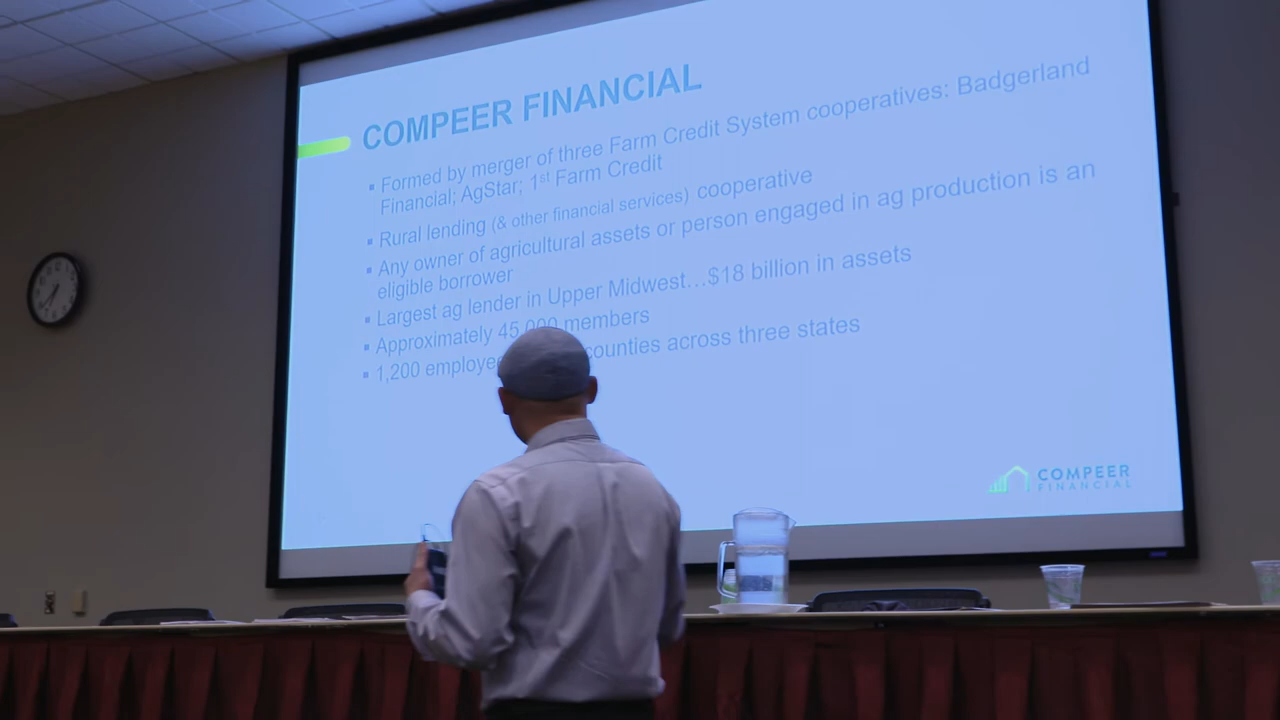 COMPEER FINANCIAL
▪ Formed by merger of three Farm Credit System cooperatives: Badgerland
Financial; AgStar; 1st Farm Credit
▪ Rural lending (& other financial services) cooperative
▪ Any owner of agricultural assets or person engaged in ag production is an
eligible borrower
▪ Largest ag lender in Upper Midwest…$18 billion in assets
▪ Approximately 45,000 members
▪ 1,200 counties across three states
COMPEER
FINANCIAL